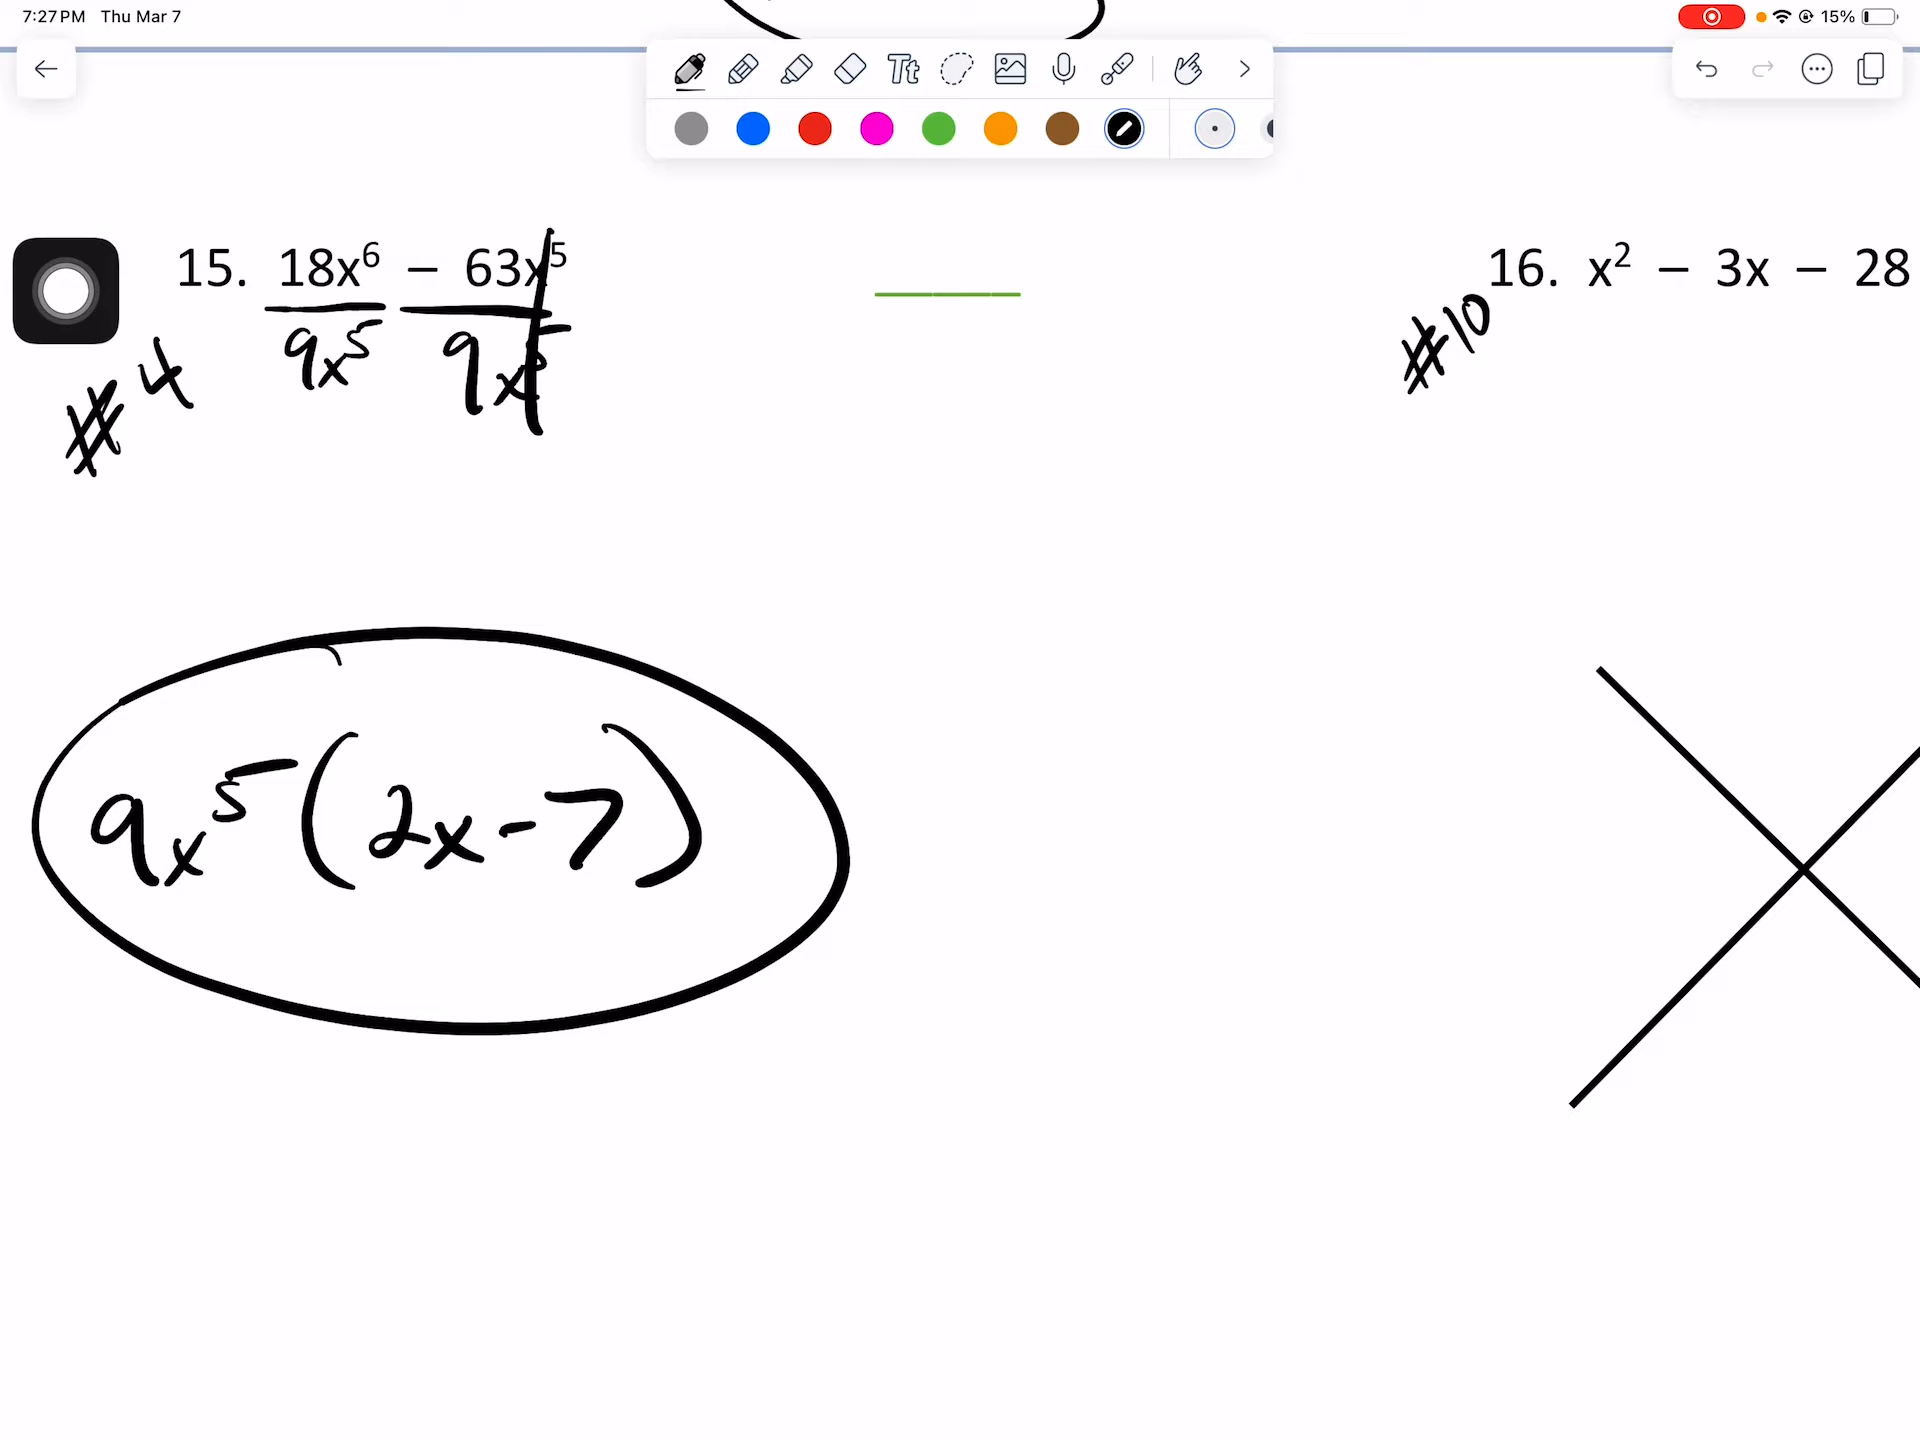 7:27 PM Thu Mar 7
15%
Tt
15. 18x⁶ – 63x⁵
9x⁵ 9x⁵
#4
9x⁵(2x-7)
16. x² – 3x – 28
#10